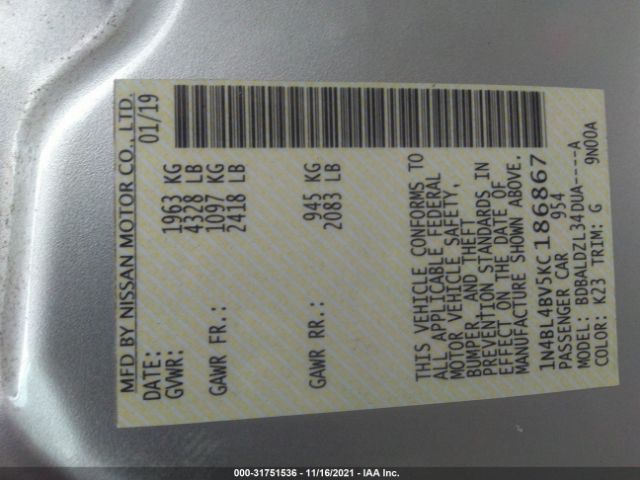 MFD BY NISSAN MOTOR CO., LTD.
DATE: 01/19
GVWR: 1963 KG
4328 LB
GAWR FR.: 1097 KG
2418 LB
GAWR RR.: 945 KG
2083 LB
THIS VEHICLE CONFORMS TO
ALL APPLICABLE FEDERAL
MOTOR VEHICLE SAFETY,
BUMPER, AND THEFT
PREVENTION STANDARDS IN
EFFECT ON THE DATE OF
MANUFACTURE SHOWN ABOVE.
1N4BL4BV5KC186867
PASSENGER CAR 954
MODEL: BDBALDZL34DUA----A
COLOR: K23 TRIM: G 9N00A
000-31751536 - 11/16/2021 - IAA Inc.